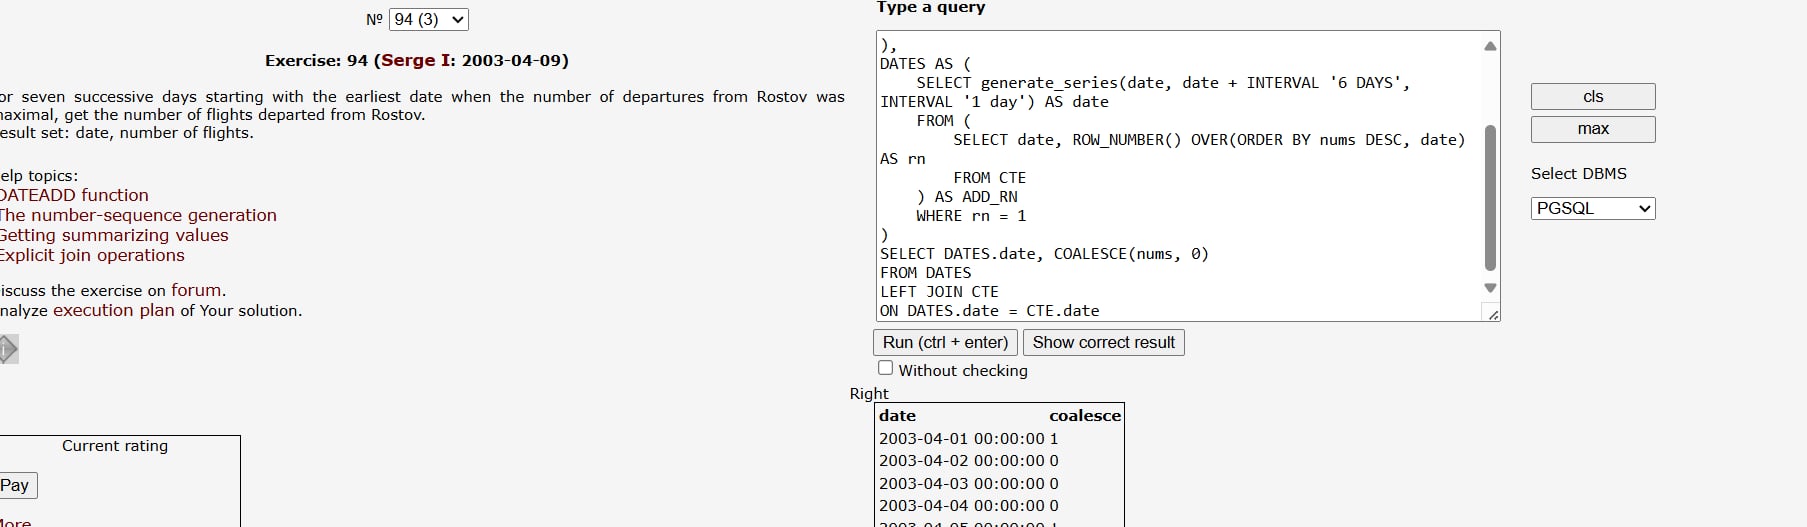 Nº 94 (3)
Exercise: 94 (Serge I: 2003-04-09)
or seven successive days starting with the earliest date when the number of departures from Rostov was
naximal, get the number of flights departed from Rostov.
esult set: date, number of flights.
elp topics:
DATEADD function
The number-sequence generation
Getting summarizing values
Explicit join operations
iscuss the exercise on forum.
nalyze execution plan of Your solution.
Current rating
Pay
More
Type a query
),
DATES AS (
SELECT generate_series(date, date + INTERVAL '6 DAYS',
INTERVAL '1 day') AS date
FROM (
SELECT date, ROW_NUMBER() OVER(ORDER BY nums DESC, date)
AS rn
FROM CTE
) AS ADD_RN
WHERE rn = 1
)
SELECT DATES.date, COALESCE(nums, 0)
FROM DATES
LEFT JOIN CTE
ON DATES.date = CTE.date
Run (ctrl + enter) Show correct result
Without checking
Right
date coalesce
2003-04-01 00:00:00 1
2003-04-02 00:00:00 0
2003-04-03 00:00:00 0
2003-04-04 00:00:00 0
2003-04-05 00:00:00 1
cls
max
Select DBMS
PGSQL